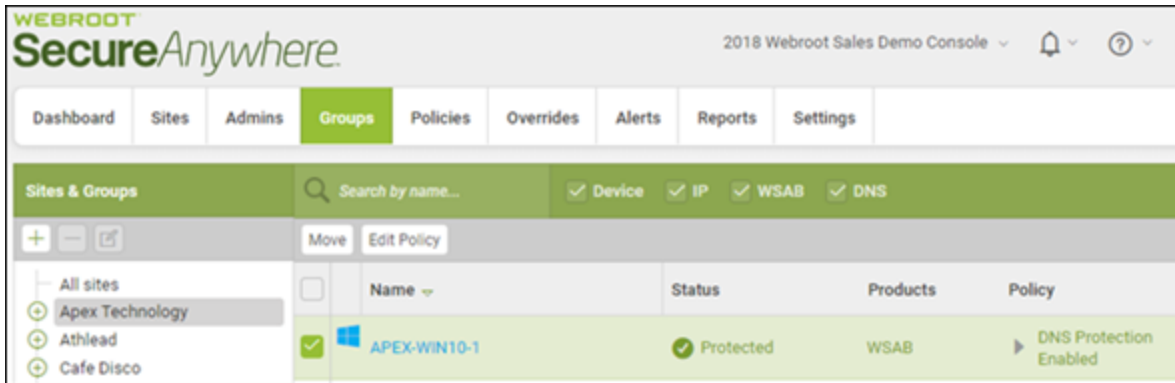 WEBROOT
SecureAnywhere
2018 Webroot Sales Demo Console
Dashboard Sites Admins Groups Policies Overrides Alerts Reports Settings
Sites & Groups Search by name... Device IP WSAB DNS
Move Edit Policy
All sites
Name Status Products Policy
Apex Technology
Athlead
APEX-WIN10-1 Protected WSAB DNS Protection
Enabled
Cafe Disco